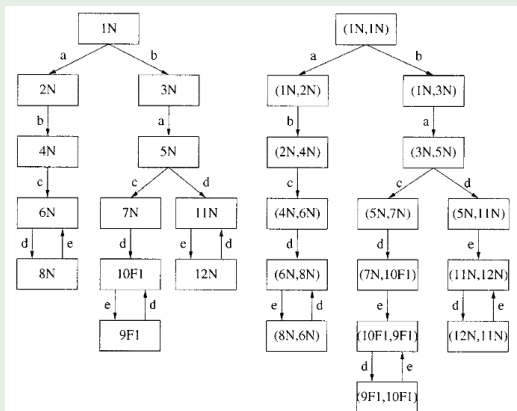 1N (1N,1N)
a b a b
2N 3N (1N,2N) (1N,3N)
b a b a
4N 5N (2N,4N) (3N,5N)
c c d c c d
6N 7N 11N (4N,6N) (5N,7N) (5N,11N)
d e d e d d d e
8N 10F1 12N (6N,8N) (7N,10F1) (11N,12N)
e d e d e d e
9F1 (8N,6N) (10F1,9F1) (12N,11N)
d e
(9F1,10F1)